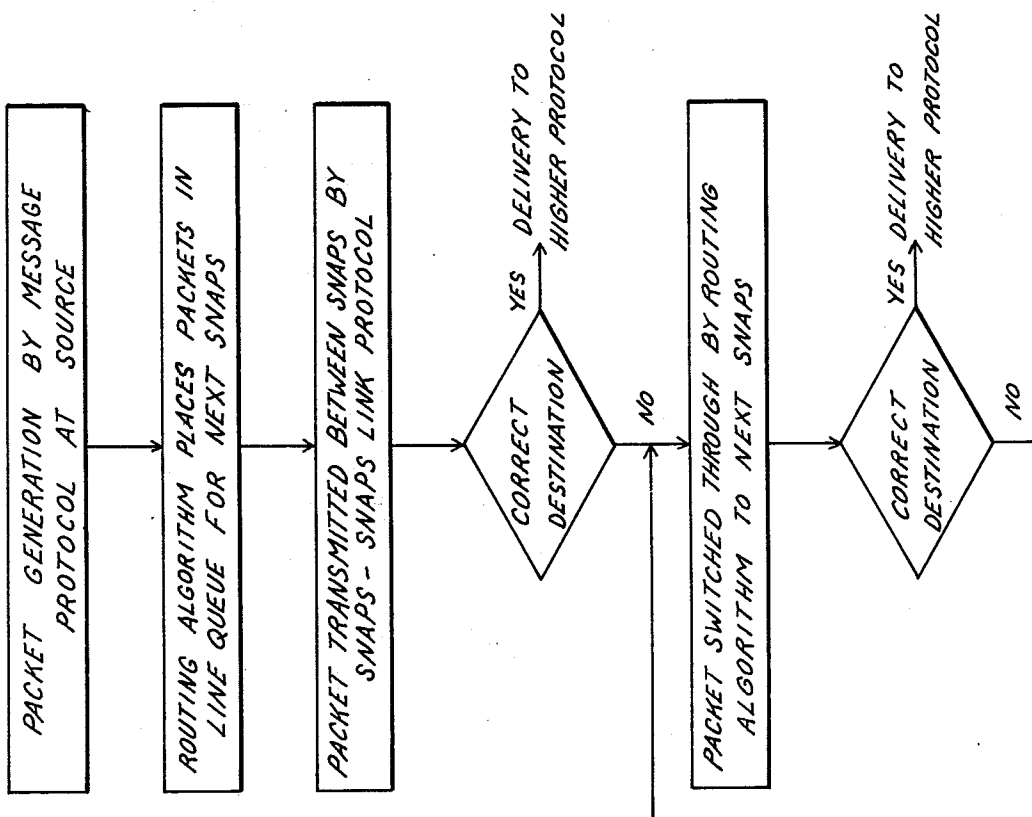 PACKET GENERATION BY MESSAGE
PROTOCOL AT SOURCE
ROUTING ALGORITHM PLACES PACKETS IN
LINE QUEUE FOR NEXT SNAPS
PACKET TRANSMITTED BETWEEN SNAPS BY
SNAPS - SNAPS LINK PROTOCOL
CORRECT
DESTINATION
YES
DELIVERY TO
HIGHER PROTOCOL
NO
PACKET SWITCHED THROUGH BY ROUTING
ALGORITHM TO NEXT SNAPS
CORRECT
DESTINATION
YES
DELIVERY TO
HIGHER PROTOCOL
NO